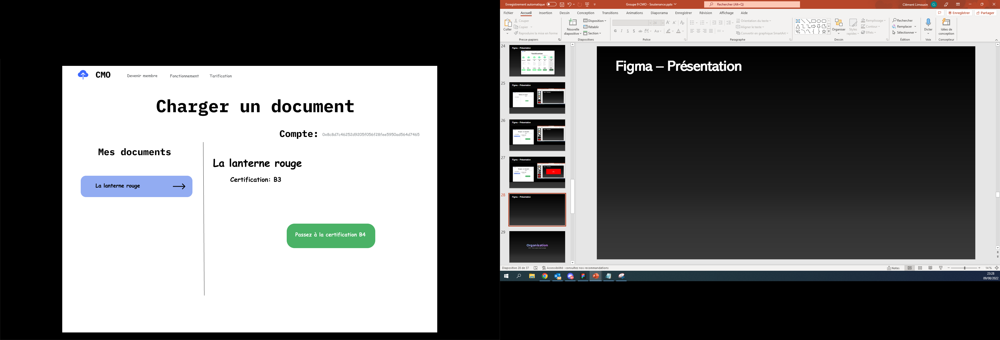 CMO
Devenir membre
Fonctionnement
Tarification
Charger un document
Compte: 0x8c8d7c46252d9205f056f28fee5950ad564d7465
Mes documents
La lanterne rouge
La lanterne rouge
Certification: B3
Passez à la certification B4
Enregistrement automatique
Groupe 9 CMO - Soutenance.pptx
Rechercher (Alt+Q)
Clément Limousin
CL
Fichier
Accueil
Insertion
Dessin
Conception
Transitions
Animations
Diaporama
Enregistrer
Révision
Affichage
Aide
Enregistrer
Partager
Coller
Couper
Copier
Reproduire la mise en forme
Presse-papiers
Nouvelle
diapositive
Disposition
Rétablir
Section
Diapositives
24
G I S S ab AV Aa A
Police
Orientation du texte
Aligner le texte
Convertir en graphique SmartArt
Paragraphe
Organiser
Styles
rapides
Remplissage
Contour
Effets
Dessin
Rechercher
Remplacer
Sélectionner
Édition
Dicter
Voix
Idées de
conception
Concepteur
24
Figma – Présentation
Tarification
25
Figma – Présentation
26
Figma – Présentation
27
Figma – Présentation
28
Figma – Présentation
29
Organisation
Figma – Présentation
Diapositive 28 de 37
Accessibilité : consultez nos recommandations
Notes
14 %
23:28
09/08/2022